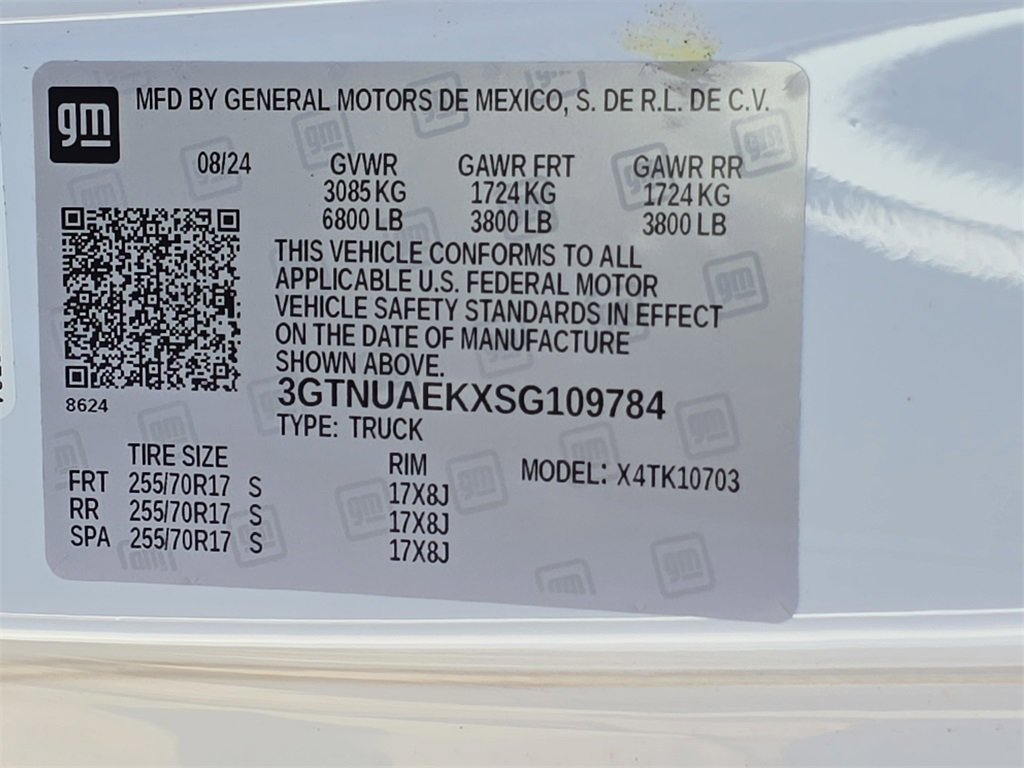 gm MFD BY GENERAL MOTORS DE MEXICO, S. DE R.L. DE C.V.
08/24 GVWR GAWR FRT GAWR RR
3085 KG 1724 KG 1724 KG
6800 LB 3800 LB 3800 LB
THIS VEHICLE CONFORMS TO ALL
APPLICABLE U.S. FEDERAL MOTOR
VEHICLE SAFETY STANDARDS IN EFFECT
ON THE DATE OF MANUFACTURE
SHOWN ABOVE.
3GTNUAEKXSG109784
8624
TYPE: TRUCK
TIRE SIZE RIM MODEL: X4TK10703
FRT 255/70R17 S 17X8J
RR 255/70R17 S 17X8J
SPA 255/70R17 S 17X8J